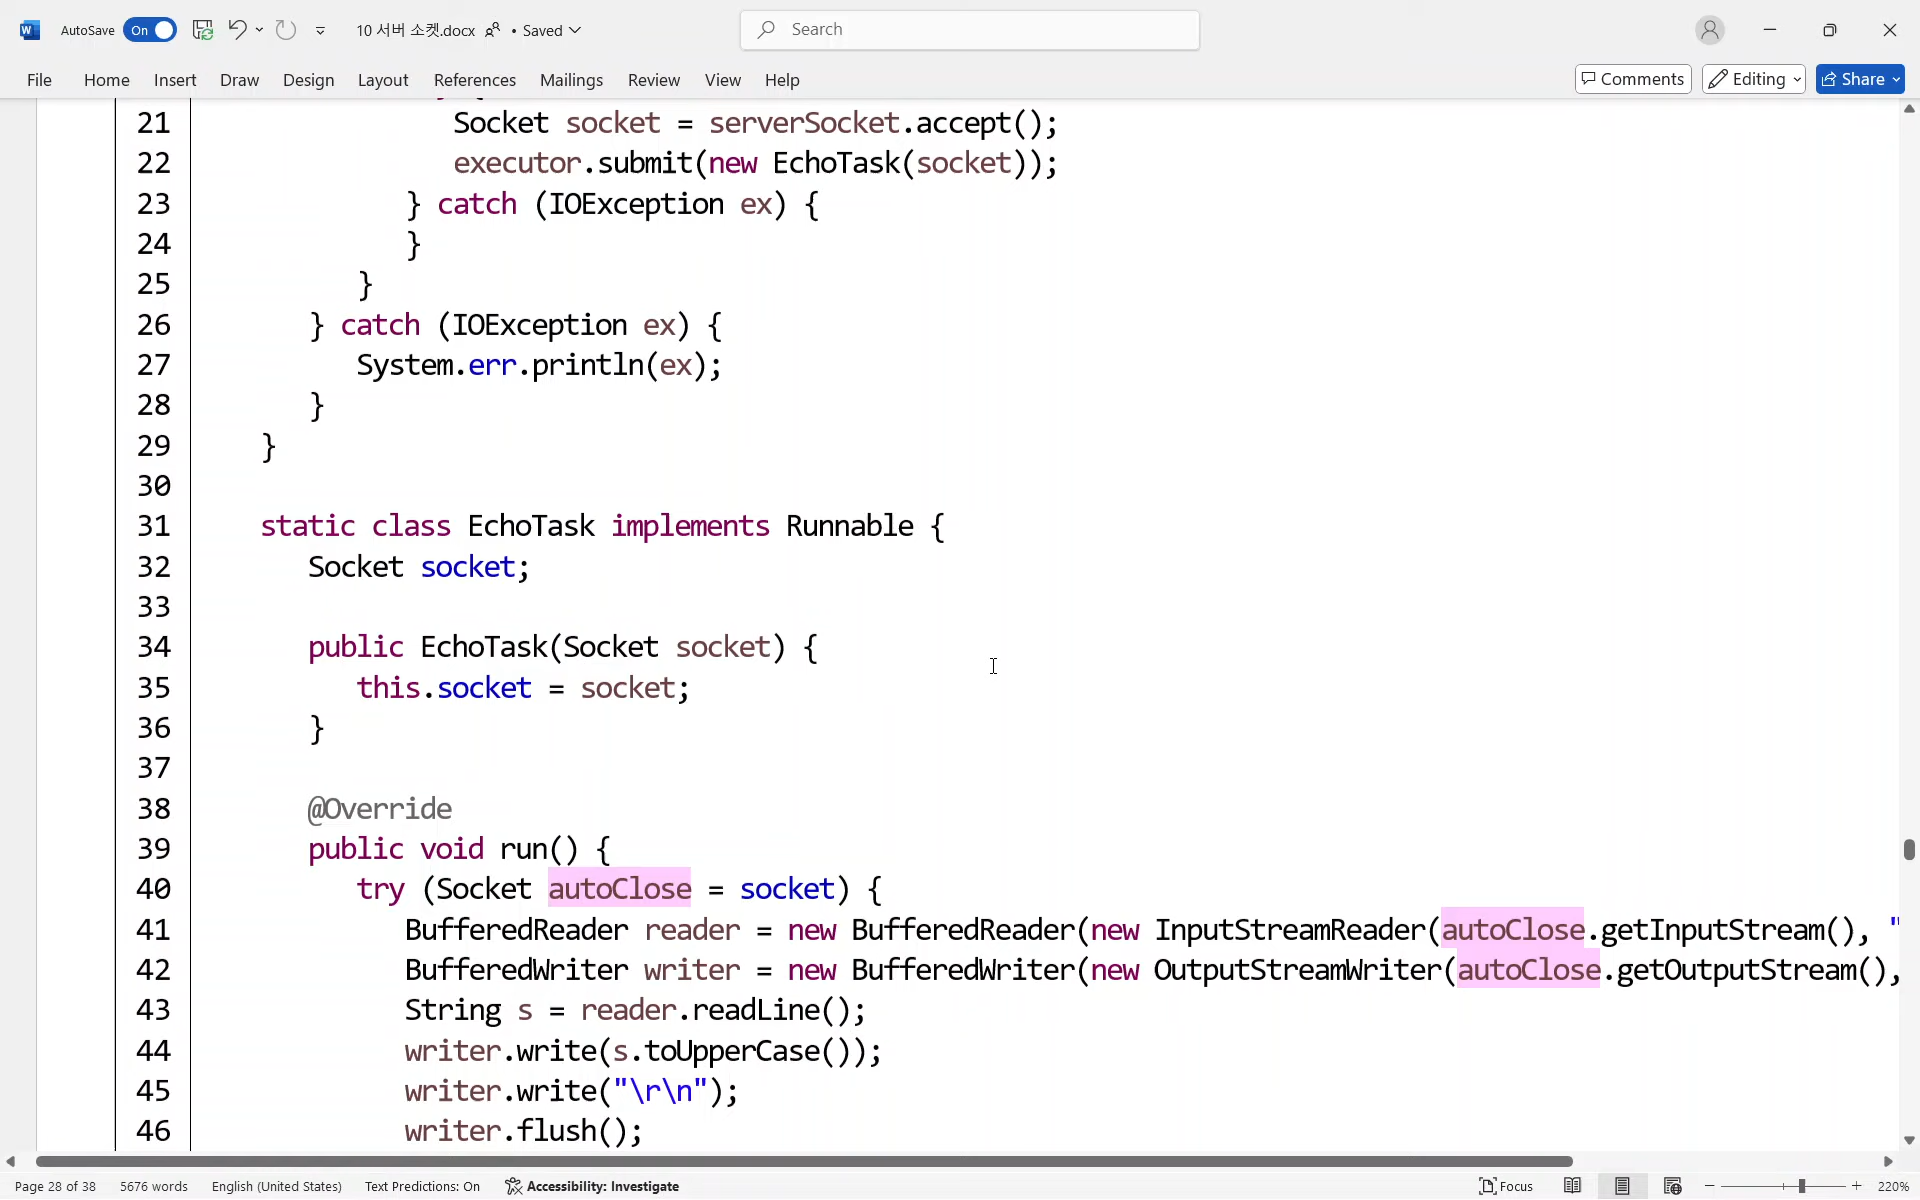 AutoSave On 10 서버 소켓.docx • Saved Search
File Home Insert Draw Design Layout References Mailings Review View Help Comments Editing Share
21 Socket socket = serverSocket.accept();
22 executor.submit(new EchoTask(socket));
23 } catch (IOException ex) {
24 }
25 }
26 } catch (IOException ex) {
27 System.err.println(ex);
28 }
29 }
30
31 static class EchoTask implements Runnable {
32 Socket socket;
33
34 public EchoTask(Socket socket) {
35 this.socket = socket;
36 }
37
38 @Override
39 public void run() {
40 try (Socket autoClose = socket) {
41 BufferedReader reader = new BufferedReader(new InputStreamReader(autoClose.getInputStream(), "
42 BufferedWriter writer = new BufferedWriter(new OutputStreamWriter(autoClose.getOutputStream(),
43 String s = reader.readLine();
44 writer.write(s.toUpperCase());
45 writer.write("\r\n");
46 writer.flush();
Page 28 of 38 5676 words English (United States) Text Predictions: On Accessibility: Investigate Focus 220%